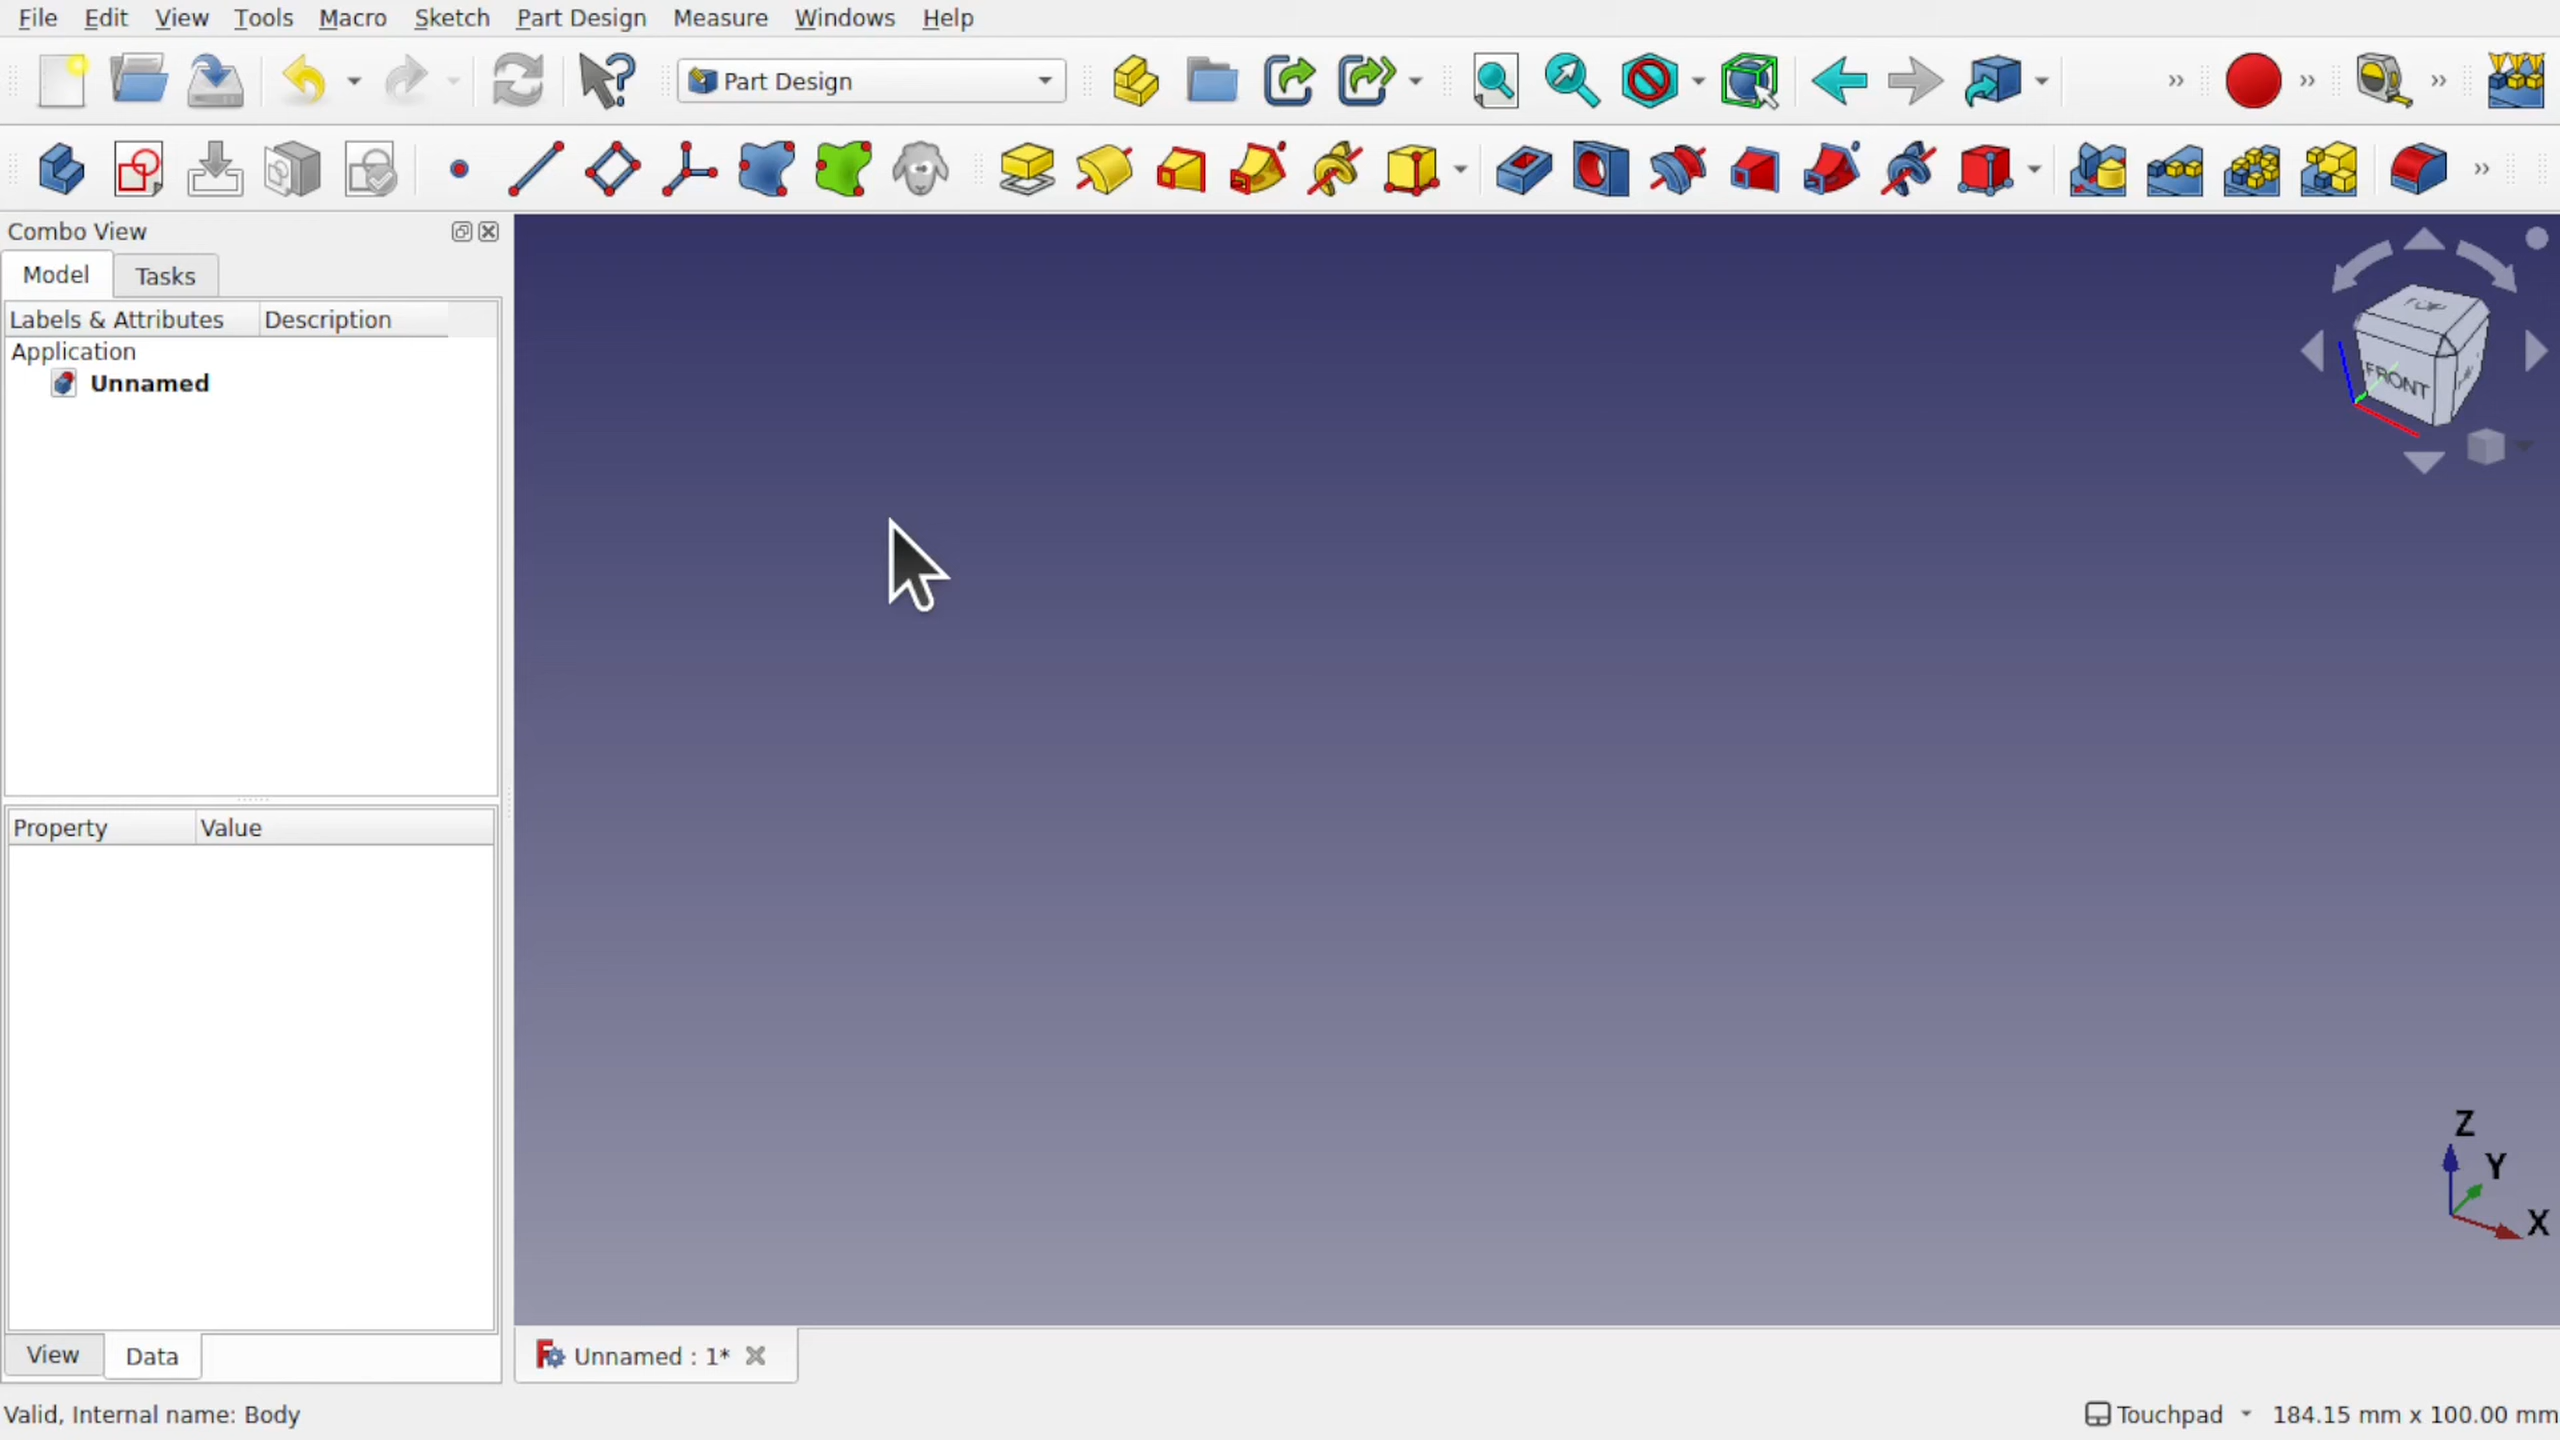 File Edit View Tools Macro Sketch Part Design Measure Windows Help
Part Design
Combo View
Model Tasks
Labels & Attributes Description
Application
Unnamed
TOP
FRONT
Property Value
Z
Y
X
View Data
Unnamed : 1*
Valid, Internal name: Body
Touchpad 184.15 mm x 100.00 mm